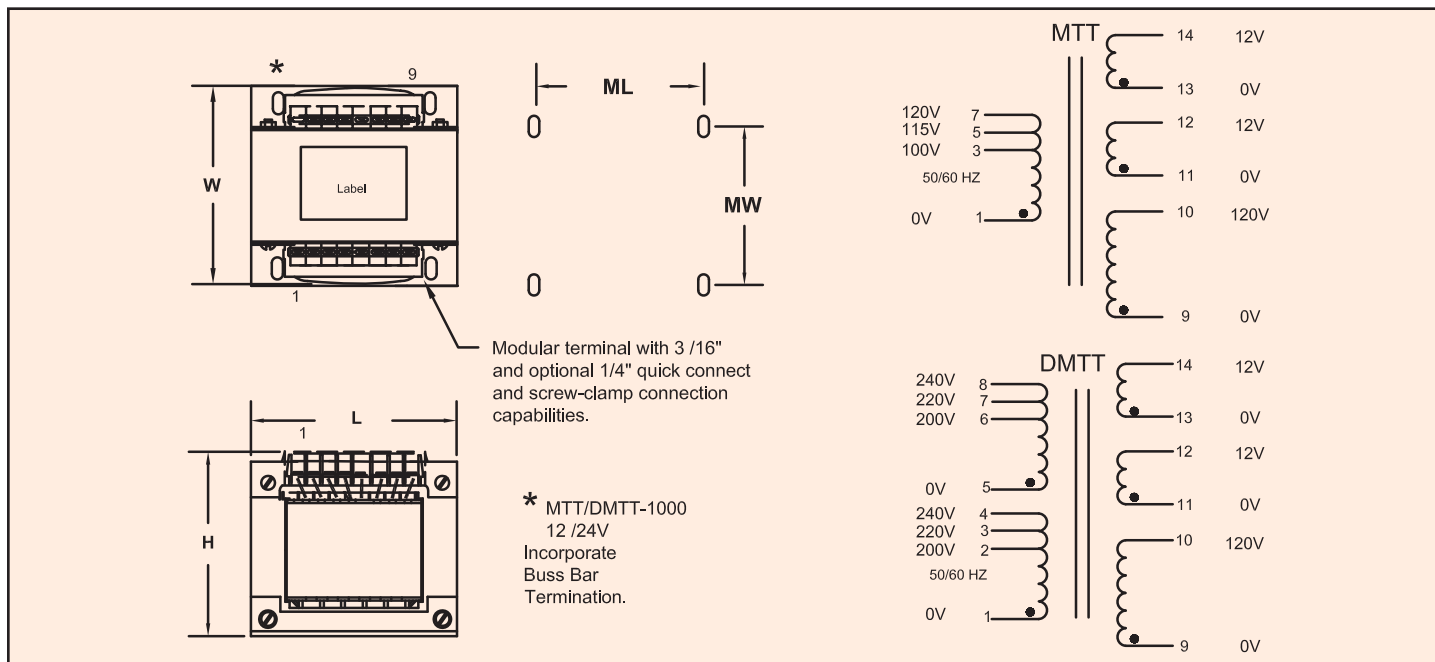 *
9
W
Label
1
ML
MW
Modular terminal with 3 /16"
and optional 1/4" quick connect
and screw-clamp connection
capabilities.
L
1
H
* MTT/DMTT-1000
12 /24V
Incorporate
Buss Bar
Termination.
MTT
120V 7
115V 5
100V 3
50/60 HZ
0V 1
14 12V
13 0V
12 12V
11 0V
10 120V
9 0V
DMTT
240V 8
220V 7
200V 6
0V 5
240V 4
220V 3
200V 2
50/60 HZ
0V 1
14 12V
13 0V
12 12V
11 0V
10 120V
9 0V